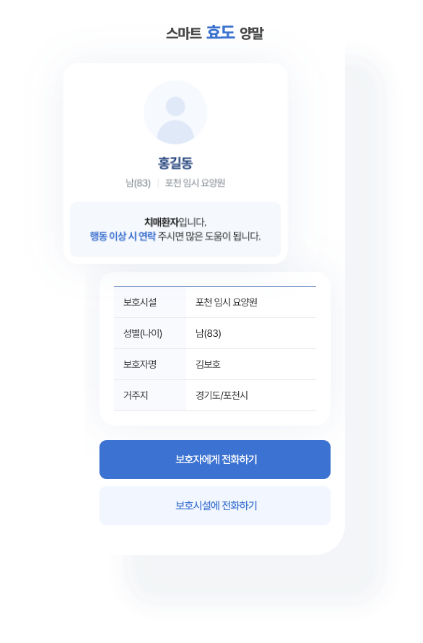 스마트 효도 양말
홍길동
남(83) | 포천 임시 요양원
치매환자입니다.
행동 이상 시 연락 주시면 많은 도움이 됩니다.
보호시설 포천 임시 요양원
성별(나이) 남(83)
보호자명 김보호
거주지 경기도/포천시
보호자에게 전화하기
보호시설에 전화하기